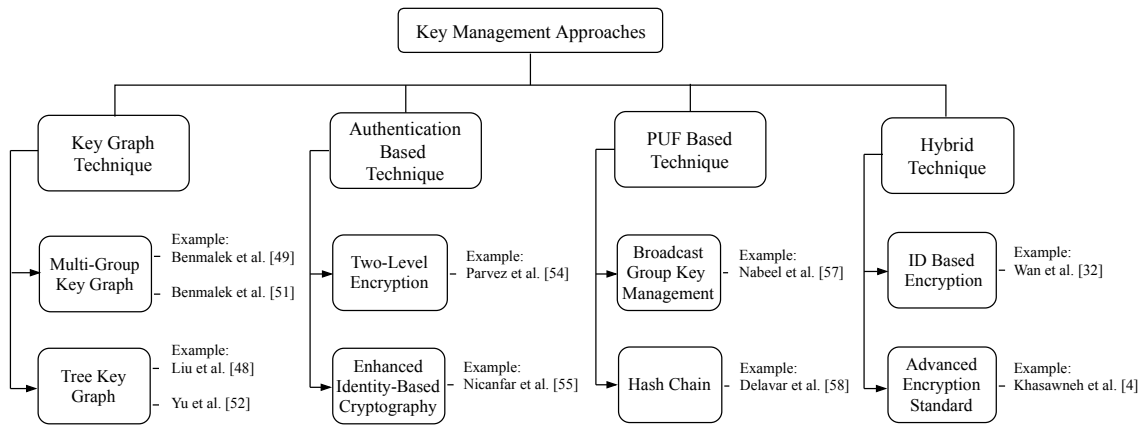 Key Management Approaches
Key Graph
Technique
Authentication
Based
Technique
PUF Based
Technique
Hybrid
Technique
Multi-Group
Key Graph
Example:
Benmalek et al. [49]
Benmalek et al. [51]
Two-Level
Encryption
Example:
Parvez et al. [54]
Broadcast
Group Key
Management
Example:
Nabeel et al. [57]
ID Based
Encryption
Example:
Wan et al. [32]
Tree Key
Graph
Example:
Liu et al. [48]
Yu et al. [52]
Enhanced
Identity-Based
Cryptography
Example:
Nicanfar et al. [55]
Hash Chain
Example:
Delavar et al. [58]
Advanced
Encryption
Standard
Example:
Khasawneh et al. [4]